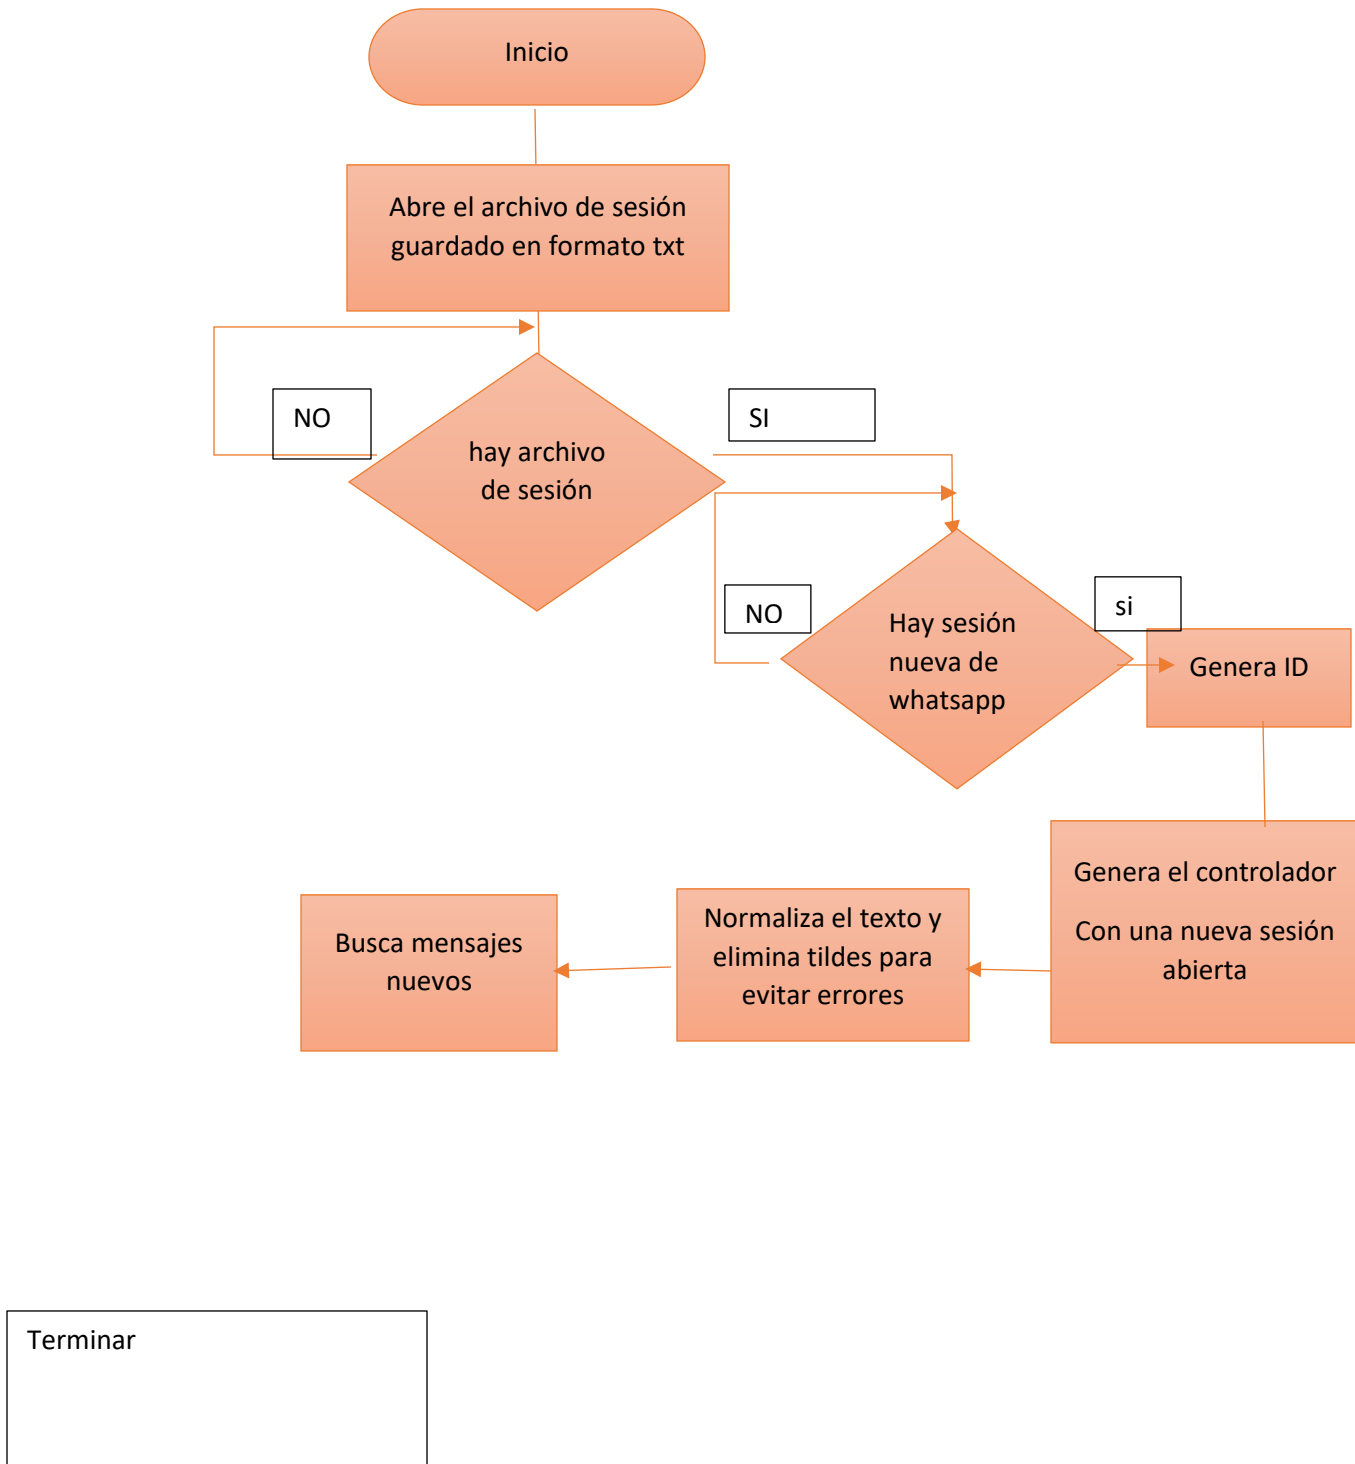 Inicio
Abre el archivo de sesión
guardado en formato txt
NO
SI
hay archivo
de sesión
NO
si
Hay sesión
nueva de
whatsapp
Genera ID
Genera el controlador
Con una nueva sesión
abierta
Normaliza el texto y
elimina tildes para
evitar errores
Busca mensajes
nuevos
Terminar